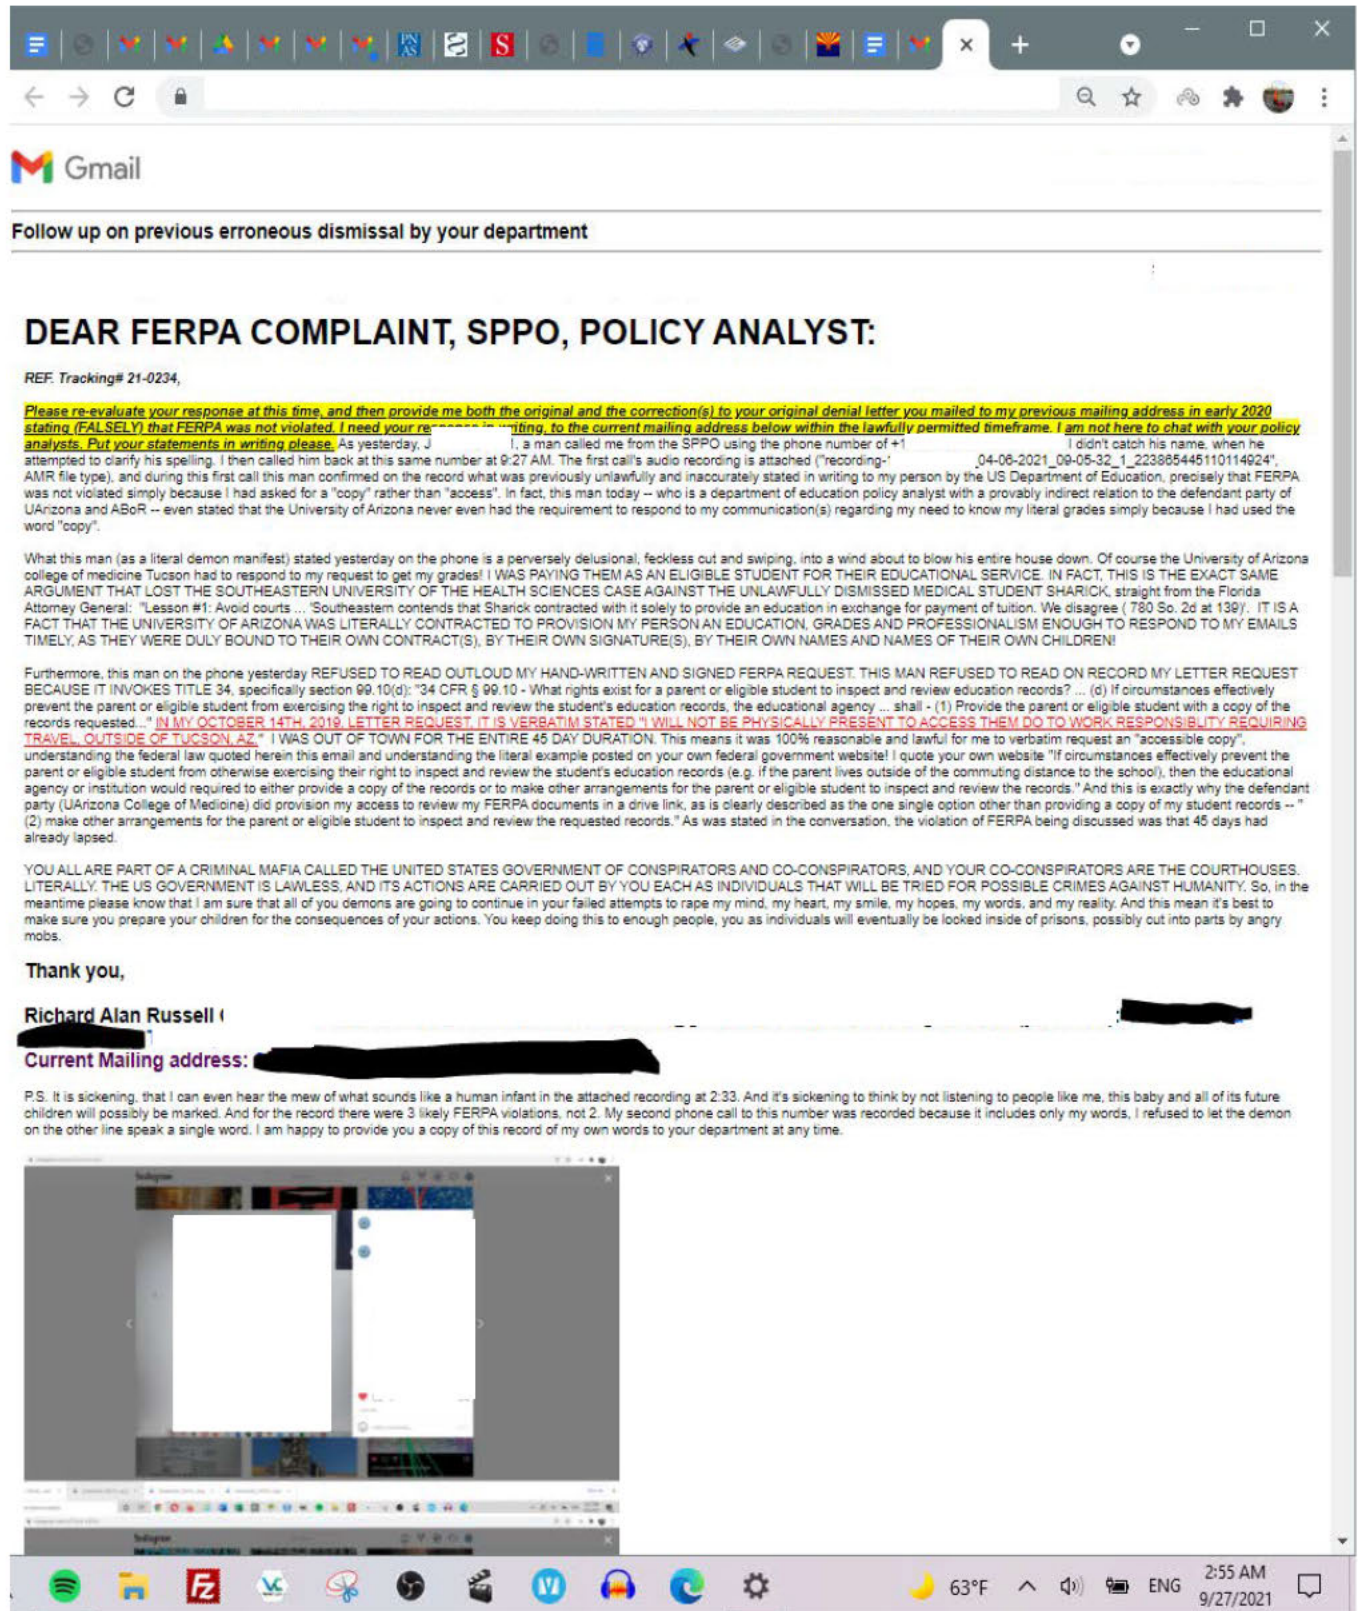 PN
AS
S
Gmail
Follow up on previous erroneous dismissal by your department
DEAR FERPA COMPLAINT, SPPO, POLICY ANALYST:
REF. Tracking# 21-0234,
Please re-evaluate your response at this time, and then provide me both the original and the correction(s) to your original denial letter you mailed to my previous mailing address in early 2020
stating (FALSELY) that FERPA was not violated. I need your response in writing, to the current mailing address below within the lawfully permitted timeframe. I am not here to chat with your policy
analysts. Put your statements in writing please. As yesterday, J , a man called me from the SPPO using the phone number of +1 I didn't catch his name, when he
attempted to clarify his spelling. I then called him back at this same number at 9:27 AM. The first call's audio recording is attached ("recording- _04-06-2021_09-05-32_1_223865445110114924",
AMR file type), and during this first call this man confirmed on the record what was previously unlawfully and inaccurately stated in writing to my person by the US Department of Education, precisely that FERPA
was not violated simply because I had asked for a "copy" rather than "access". In fact, this man today -- who is a department of education policy analyst with a provably indirect relation to the defendant party of
UArizona and ABoR -- even stated that the University of Arizona never even had the requirement to respond to my communication(s) regarding my need to know my literal grades simply because I had used the
word "copy".
What this man (as a literal demon manifest) stated yesterday on the phone is a perversely delusional, feckless cut and swiping, into a wind about to blow his entire house down. Of course the University of Arizona
college of medicine Tucson had to respond to my request to get my grades! I WAS PAYING THEM AS AN ELIGIBLE STUDENT FOR THEIR EDUCATIONAL SERVICE. IN FACT, THIS IS THE EXACT SAME
ARGUMENT THAT LOST THE SOUTHEASTERN UNIVERSITY OF THE HEALTH SCIENCES CASE AGAINST THE UNLAWFULLY DISMISSED MEDICAL STUDENT SHARICK, straight from the Florida
Attorney General: "Lesson #1: Avoid courts ... 'Southeastern contends that Sharick contracted with it solely to provide an education in exchange for payment of tuition. We disagree ( 780 So. 2d at 139)'. IT IS A
FACT THAT THE UNIVERSITY OF ARIZONA WAS LITERALLY CONTRACTED TO PROVISION MY PERSON AN EDUCATION, GRADES AND PROFESSIONALISM ENOUGH TO RESPOND TO MY EMAILS
TIMELY, AS THEY WERE DULY BOUND TO THEIR OWN CONTRACT(S), BY THEIR OWN SIGNATURE(S), BY THEIR OWN NAMES AND NAMES OF THEIR OWN CHILDREN!
Furthermore, this man on the phone yesterday REFUSED TO READ OUTLOUD MY HAND-WRITTEN AND SIGNED FERPA REQUEST. THIS MAN REFUSED TO READ ON RECORD MY LETTER REQUEST
BECAUSE IT INVOKES TITLE 34, specifically section 99.10(d): "34 CFR § 99.10 - What rights exist for a parent or eligible student to inspect and review education records? ... (d) If circumstances effectively
prevent the parent or eligible student from exercising the right to inspect and review the student's education records, the educational agency ... shall - (1) Provide the parent or eligible student with a copy of the
records requested..." IN MY OCTOBER 14TH, 2019, LETTER REQUEST, IT IS VERBATIM STATED "I WILL NOT BE PHYSICALLY PRESENT TO ACCESS THEM DO TO WORK RESPONSIBLITY REQUIRING
TRAVEL, OUTSIDE OF TUCSON, AZ." I WAS OUT OF TOWN FOR THE ENTIRE 45 DAY DURATION. This means it was 100% reasonable and lawful for me to verbatim request an "accessible copy",
understanding the federal law quoted herein this email and understanding the literal example posted on your own federal government website! I quote your own website "If circumstances effectively prevent the
parent or eligible student from otherwise exercising their right to inspect and review the student's education records (e.g. if the parent lives outside of the commuting distance to the school), then the educational
agency or institution would required to either provide a copy of the records or to make other arrangements for the parent or eligible student to inspect and review the records." And this is exactly why the defendant
party (UArizona College of Medicine) did provision my access to review my FERPA documents in a drive link, as is clearly described as the one single option other than providing a copy of my student records -- "
(2) make other arrangements for the parent or eligible student to inspect and review the requested records." As was stated in the conversation, the violation of FERPA being discussed was that 45 days had
already lapsed.
YOU ALL ARE PART OF A CRIMINAL MAFIA CALLED THE UNITED STATES GOVERNMENT OF CONSPIRATORS AND CO-CONSPIRATORS, AND YOUR CO-CONSPIRATORS ARE THE COURTHOUSES.
LITERALLY. THE US GOVERNMENT IS LAWLESS, AND ITS ACTIONS ARE CARRIED OUT BY YOU EACH AS INDIVIDUALS THAT WILL BE TRIED FOR POSSIBLE CRIMES AGAINST HUMANITY. So, in the
meantime please know that I am sure that all of you demons are going to continue in your failed attempts to rape my mind, my heart, my smile, my hopes, my words, and my reality. And this mean it's best to
make sure you prepare your children for the consequences of your actions. You keep doing this to enough people, you as individuals will eventually be looked inside of prisons, possibly cut into parts by angry
mobs.
Thank you,
Richard Alan Russell
Current Mailing address:
P.S. It is sickening, that I can even hear the mew of what sounds like a human infant in the attached recording at 2:33. And it's sickening to think by not listening to people like me, this baby and all of its future
children will possibly be marked. And for the record there were 3 likely FERPA violations, not 2. My second phone call to this number was recorded because it includes only my words, I refused to let the demon
on the other line speak a single word. I am happy to provide you a copy of this record of my own words to your department at any time.
Instagram
Instagram
63°F
ENG
2:55 AM
9/27/2021